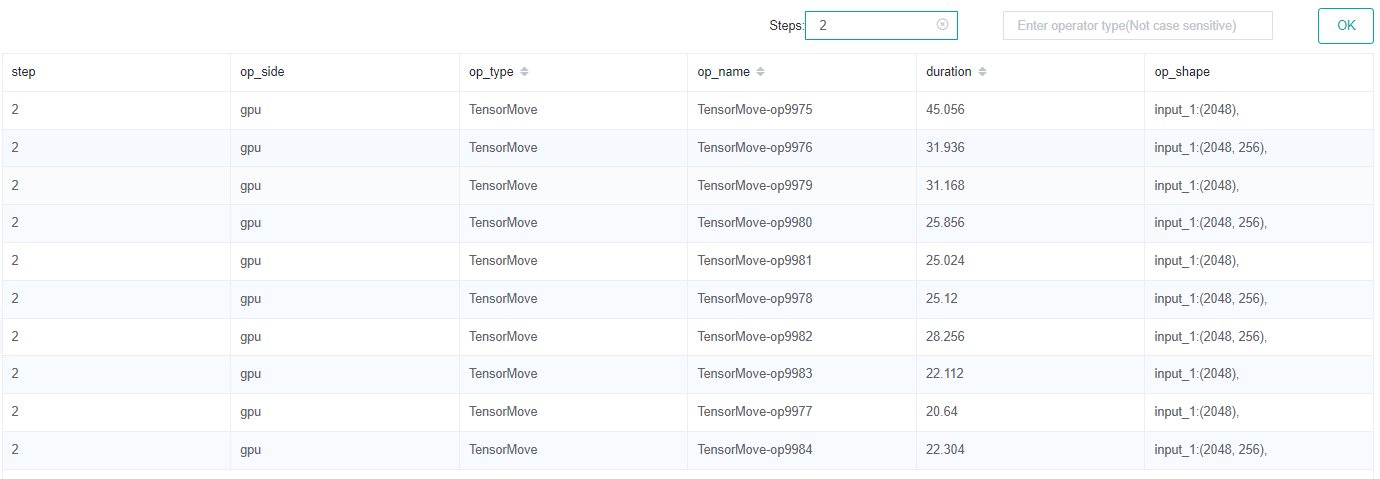 Steps: 2 Enter operator type(Not case sensitive) OK
step op_side op_type op_name duration op_shape
2 gpu TensorMove TensorMove-op9975 45.056 input_1:(2048),
2 gpu TensorMove TensorMove-op9976 31.936 input_1:(2048, 256),
2 gpu TensorMove TensorMove-op9979 31.168 input_1:(2048),
2 gpu TensorMove TensorMove-op9980 25.856 input_1:(2048, 256),
2 gpu TensorMove TensorMove-op9981 25.024 input_1:(2048),
2 gpu TensorMove TensorMove-op9978 25.12 input_1:(2048, 256),
2 gpu TensorMove TensorMove-op9982 28.256 input_1:(2048, 256),
2 gpu TensorMove TensorMove-op9983 22.112 input_1:(2048),
2 gpu TensorMove TensorMove-op9977 20.64 input_1:(2048),
2 gpu TensorMove TensorMove-op9984 22.304 input_1:(2048, 256),